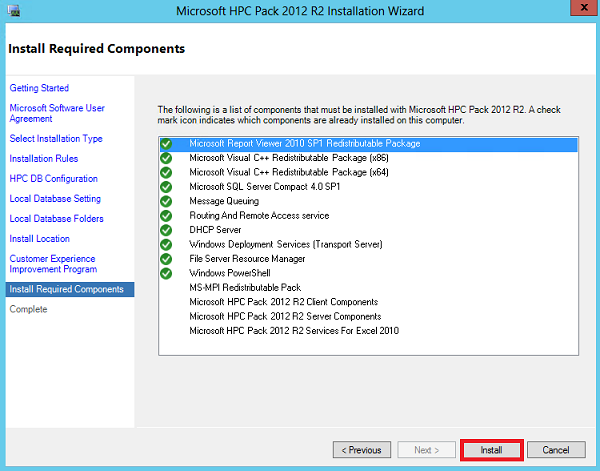 Microsoft HPC Pack 2012 R2 Installation Wizard
x
Install Required Components
Getting Started
Microsoft Software User
Agreement
Select Installation Type
Installation Rules
HPC DB Configuration
Local Database Setting
Local Database Folders
Install Location
Customer Experience
Improvement Program
Install Required Components
Complete
The following is a list of components that must be installed with Microsoft HPC Pack 2012 R2. A check
mark icon indicates which components are already installed on this computer.
Microsoft Report Viewer 2010 SP1 Redistributable Package
Microsoft Visual C++ Redistributable Package (x86)
Microsoft Visual C++ Redistributable Package (x64)
Microsoft SQL Server Compact 4.0 SP1
Message Queuing
Routing And Remote Access service
DHCP Server
Windows Deployment Services (Transport Server)
File Server Resource Manager
Windows PowerShell
MS-MPI Redistributable Pack
Microsoft HPC Pack 2012 R2 Client Components
Microsoft HPC Pack 2012 R2 Server Components
Microsoft HPC Pack 2012 R2 Services For Excel 2010
< Previous
Next >
Install
Cancel